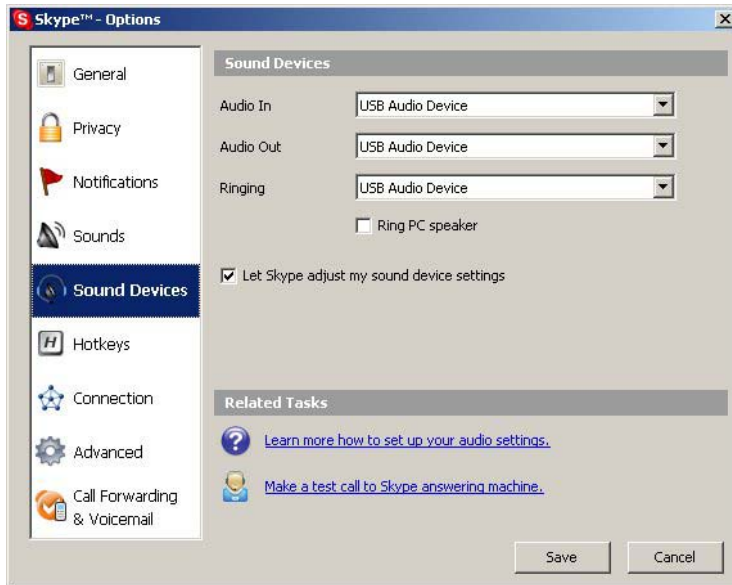 Skype™ - Options
General
Privacy
Notifications
Sounds
Sound Devices
Hotkeys
Connection
Advanced
Call Forwarding
& Voicemail
Sound Devices
Audio In USB Audio Device
Audio Out USB Audio Device
Ringing USB Audio Device
Ring PC speaker
Let Skype adjust my sound device settings
Related Tasks
Learn more how to set up your audio settings.
Make a test call to Skype answering machine.
Save Cancel